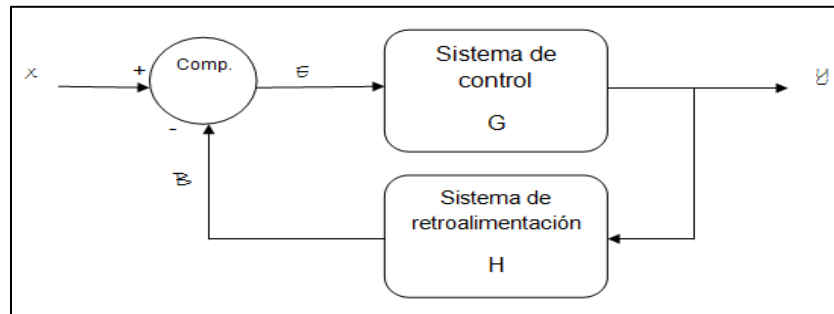 x
+
Comp.
-
E
Sistema de
control
G
y
B
Sistema de
retroalimentación
H